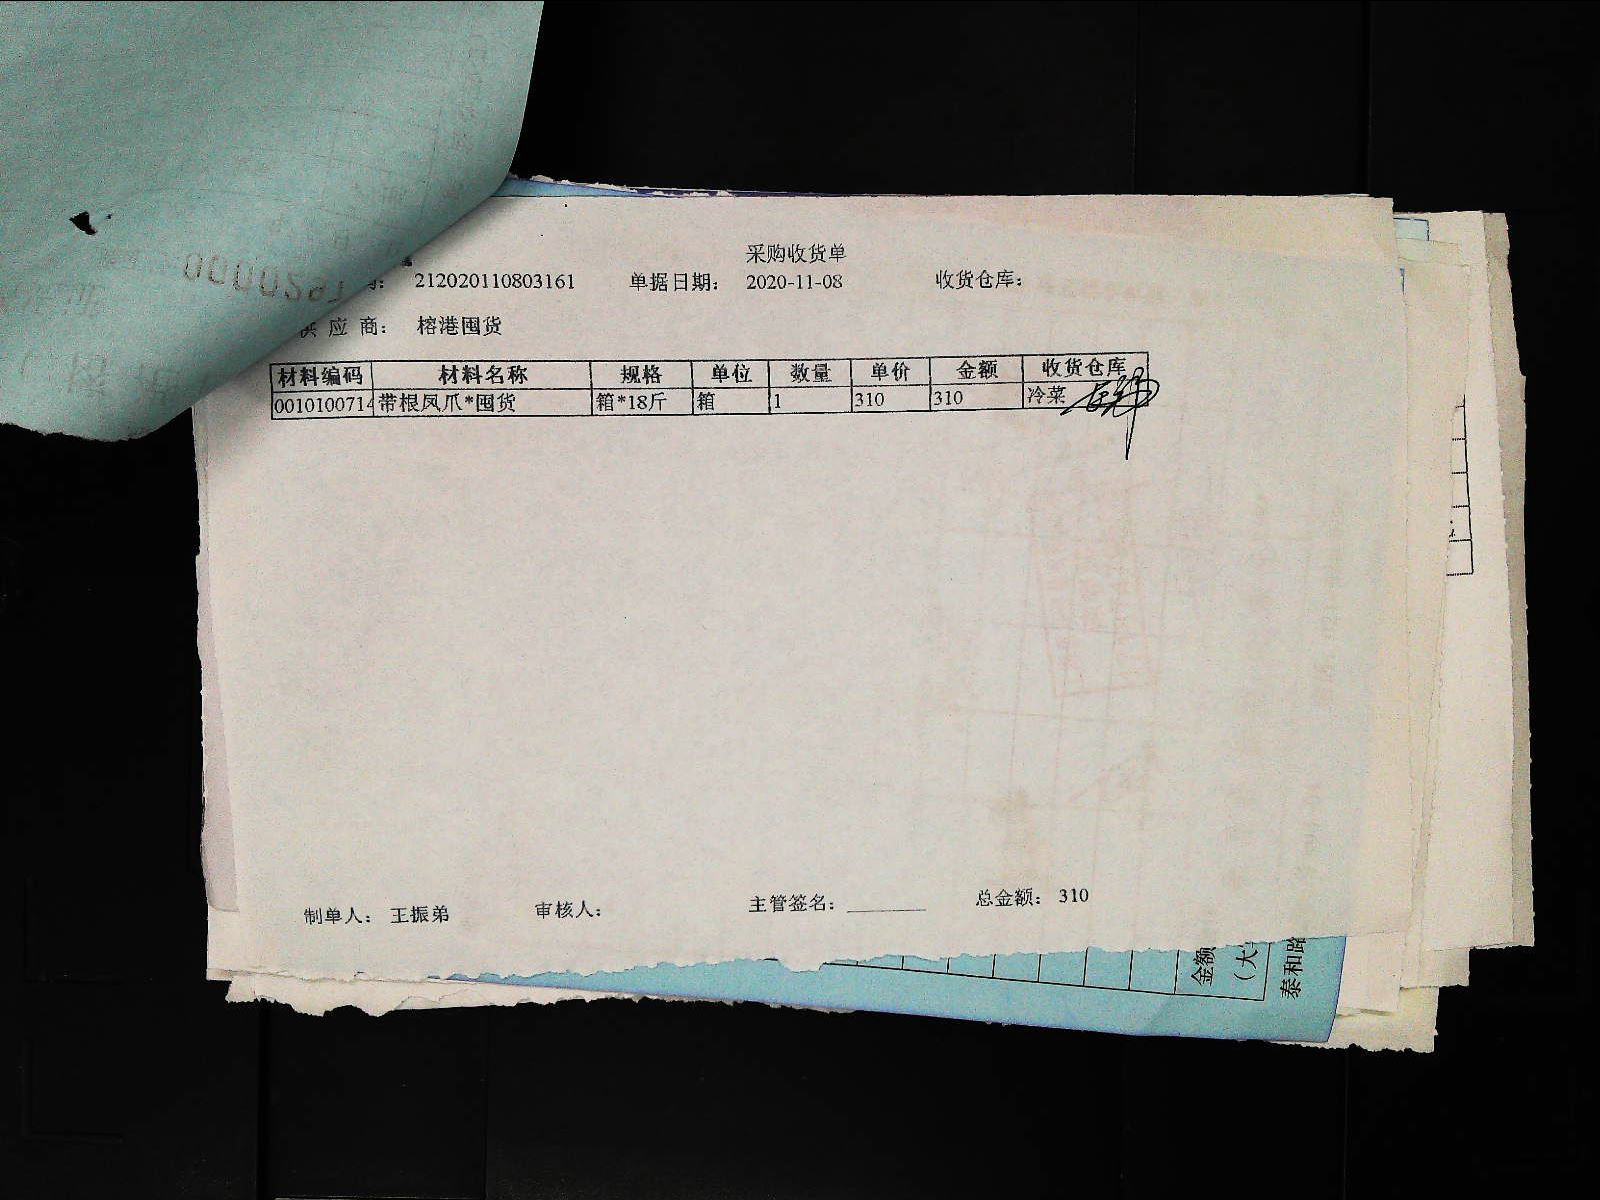 采购收货单
212020110803161 单据日期： 2020-11-08 收货仓库：
供 应 商： 榕港囤货
材料编码 材料名称 规格 单位 数量 单价 金额 收货仓库
0010100714 带根凤爪*囤货 箱*18斤 箱 1 310 310 冷菜
制单人： 王振弟 审核人： 主管签名： 总金额： 310
金额
（大
泰和路